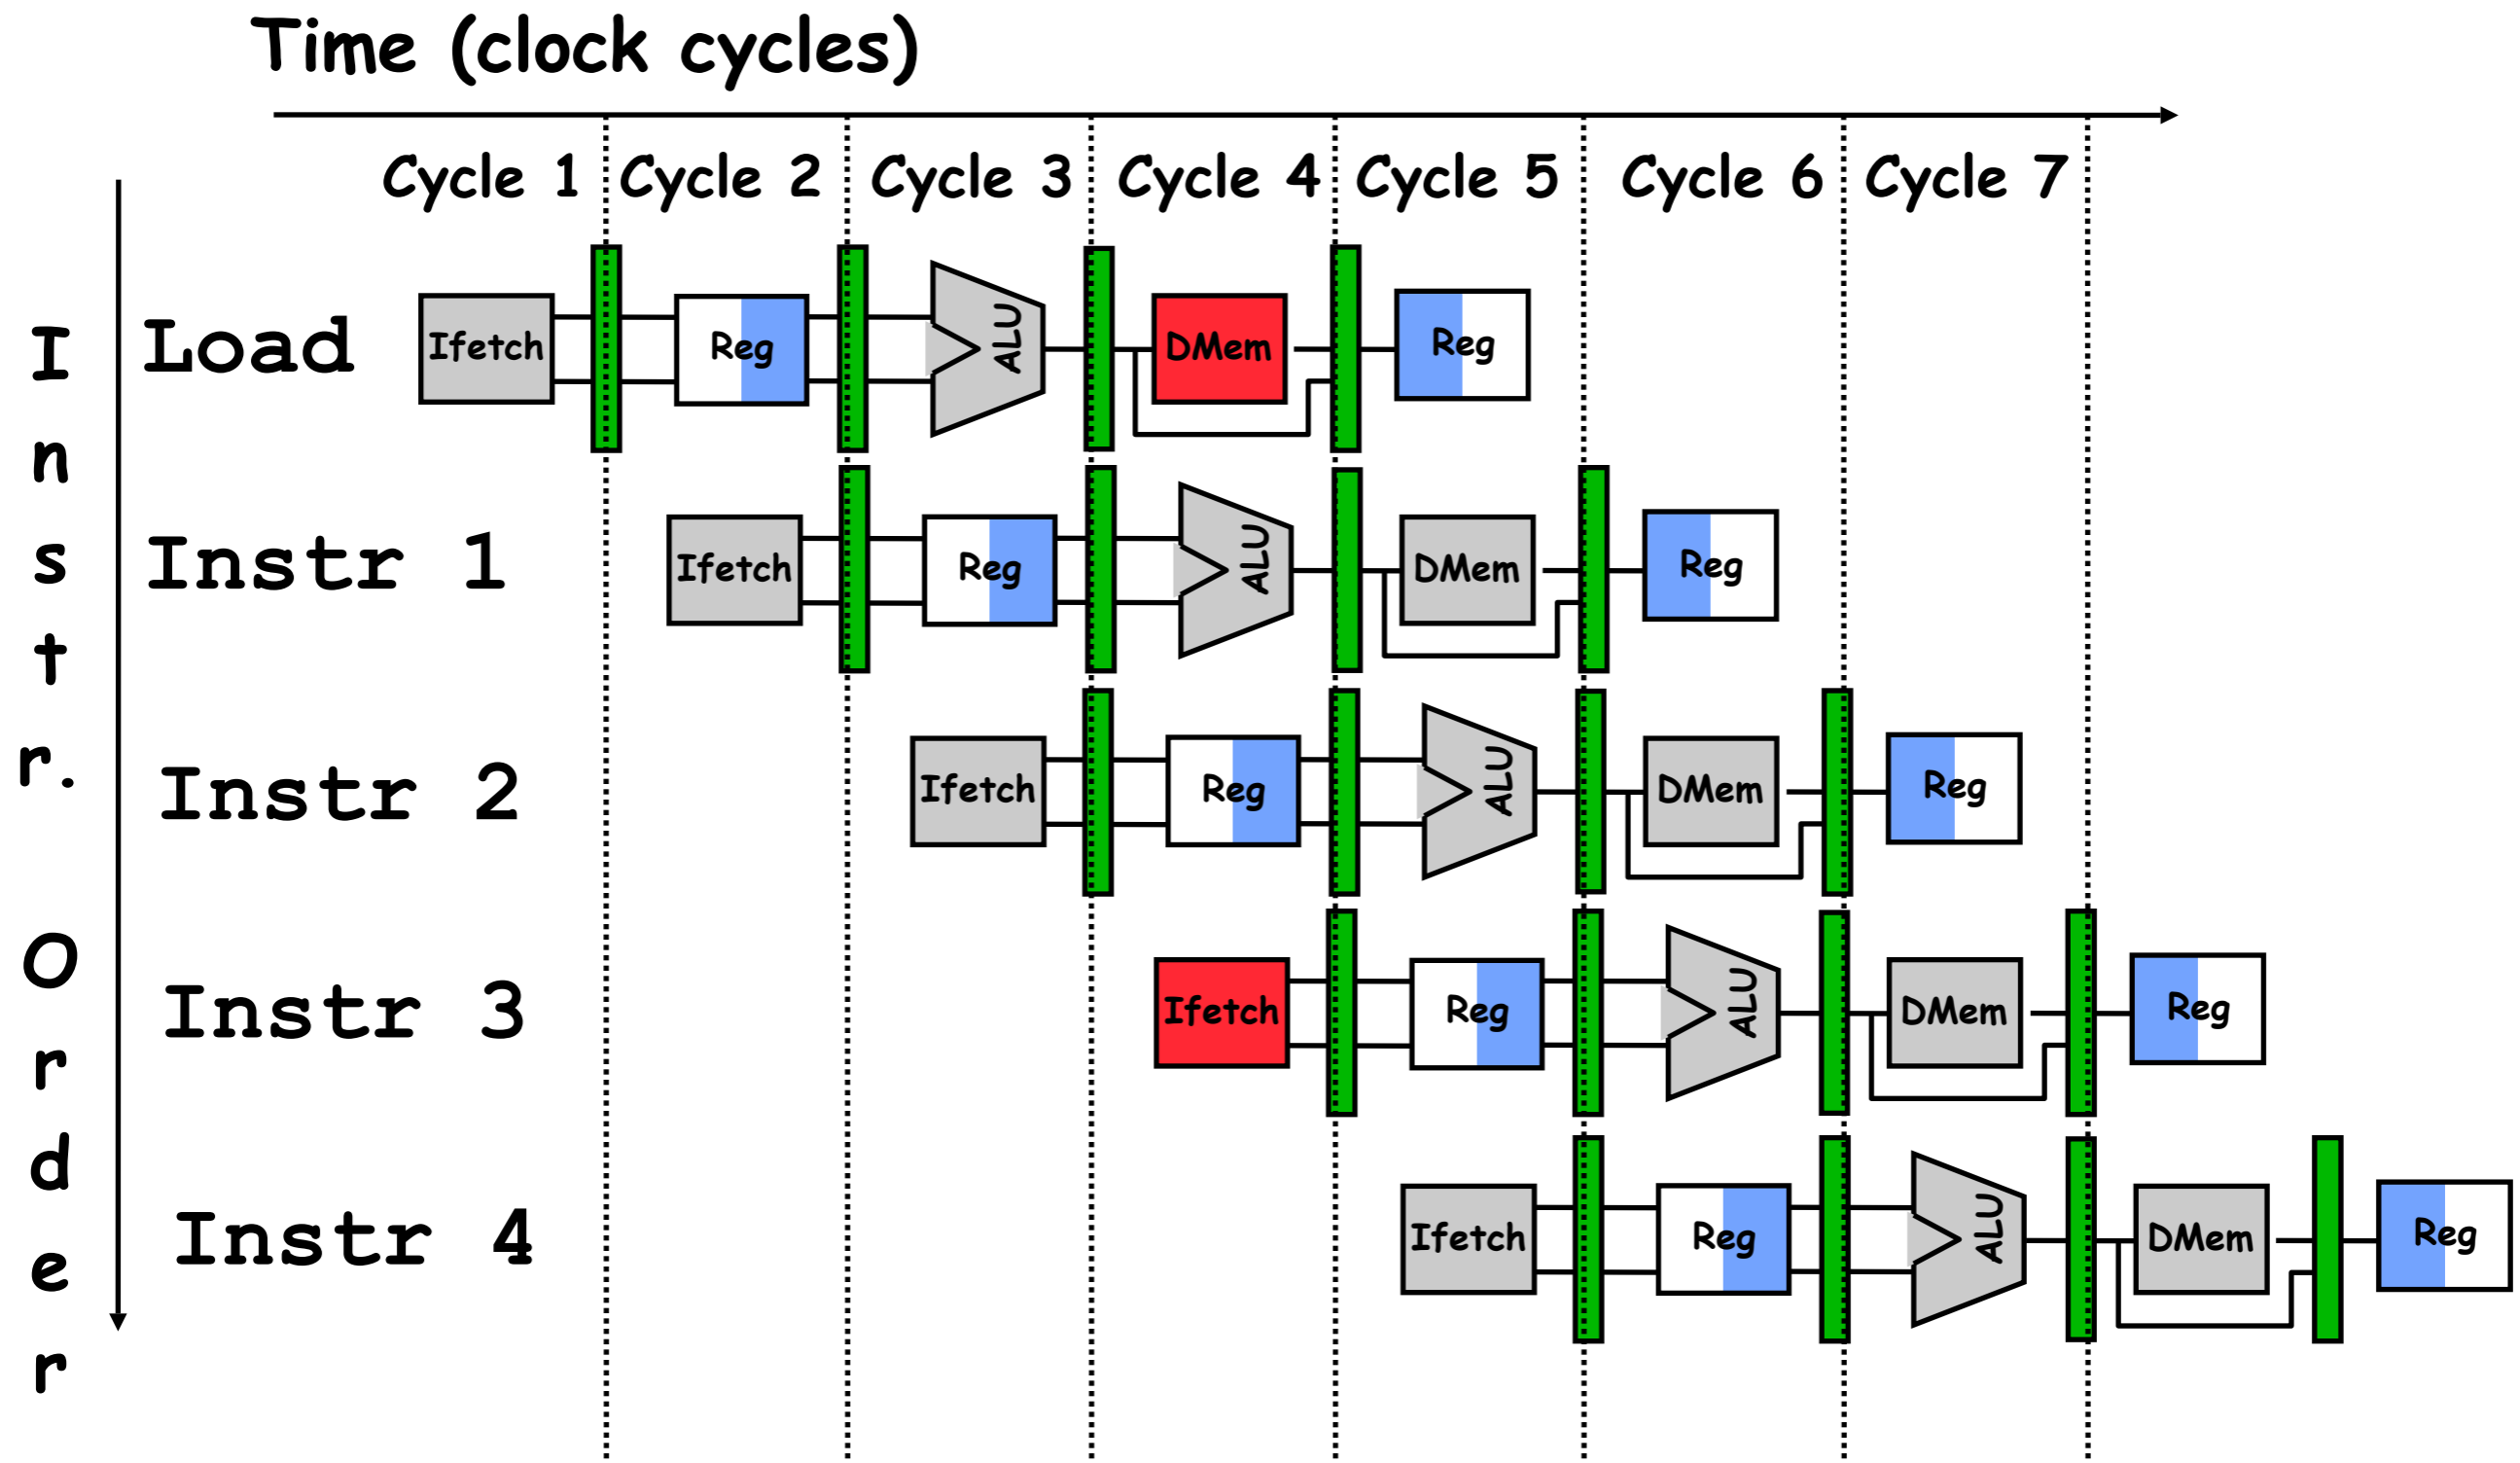 Time (clock cycles)
Cycle 1 Cycle 2 Cycle 3 Cycle 4 Cycle 5 Cycle 6 Cycle 7
Instr. Order
Load Ifetch Reg ALU DMem Reg
Instr 1 Ifetch Reg ALU DMem Reg
Instr 2 Ifetch Reg ALU DMem Reg
Instr 3 Ifetch Reg ALU DMem Reg
Instr 4 Ifetch Reg ALU DMem Reg